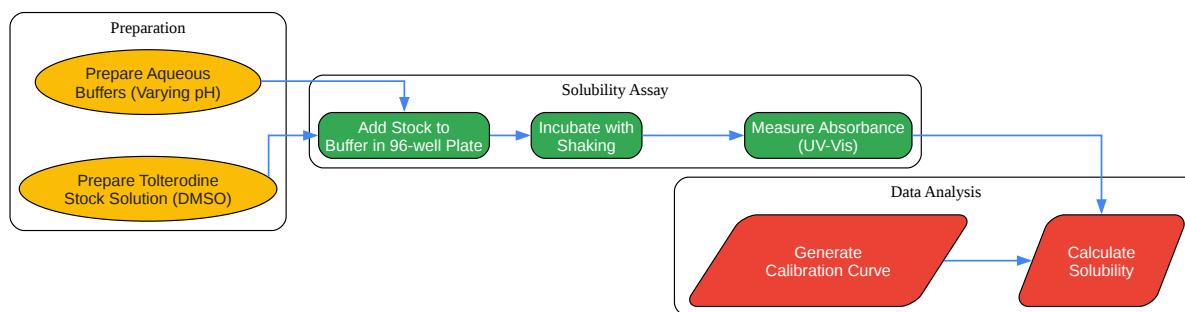 Preparation
Prepare Aqueous
Buffers (Varying pH)
Prepare Tolterodine
Stock Solution (DMSO)
Solubility Assay
Add Stock to
Buffer in 96-well Plate
Incubate with
Shaking
Measure Absorbance
(UV-Vis)
Data Analysis
Generate
Calibration Curve
Calculate
Solubility